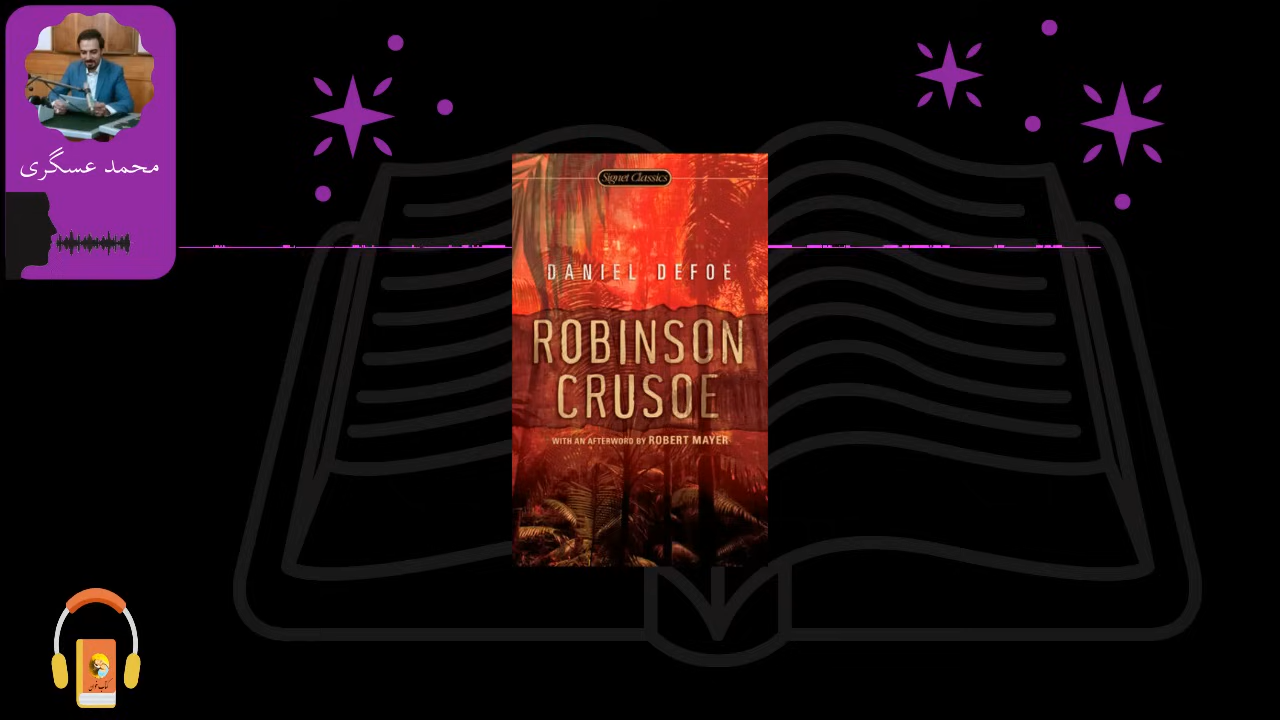 محمد عسگری
Signet Classics
DANIEL DEFOE
ROBINSON
CRUSOE
WITH AN AFTERWORD BY ROBERT MAYER